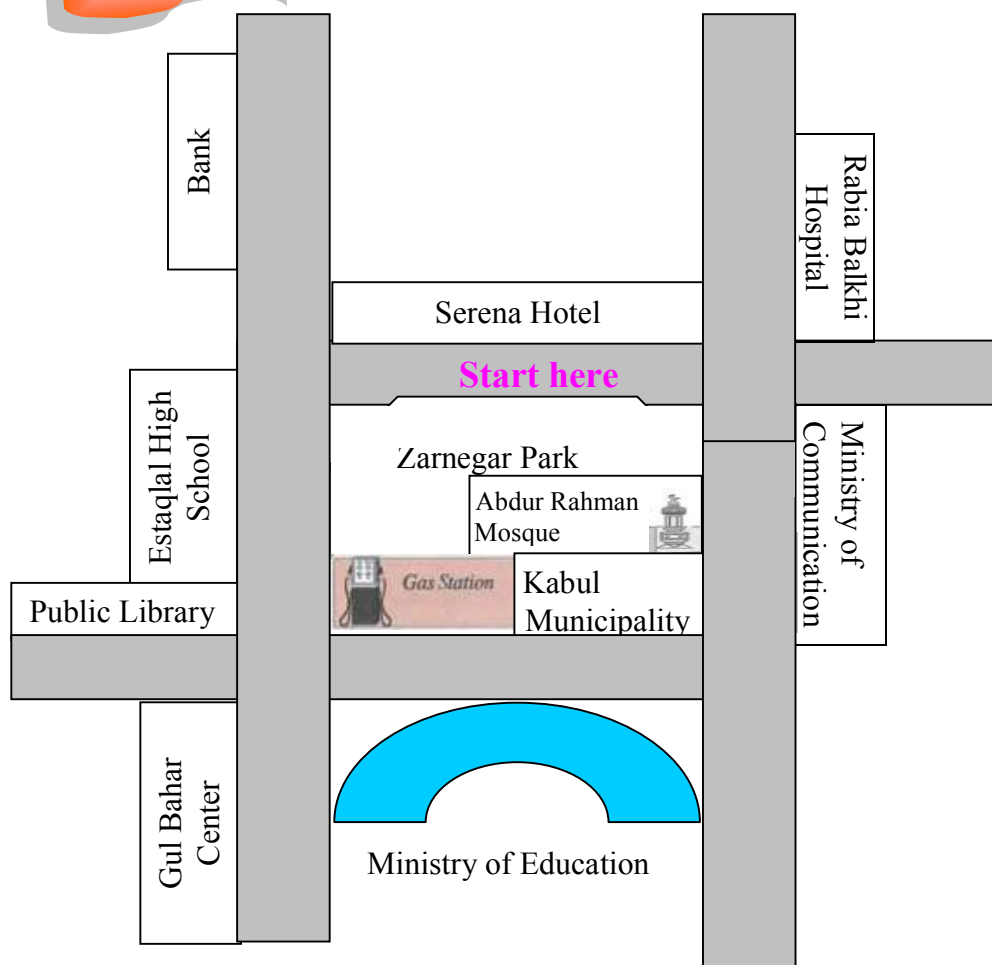 Bank
Rabia Balkhi
Hospital
Serena Hotel
Start here
Estaqlal High
School
Zarnegar Park
Ministry of
Communication
Abdur Rahman
Mosque
Gas Station
Kabul
Municipality
Public Library
Gul Bahar
Center
Ministry of Education